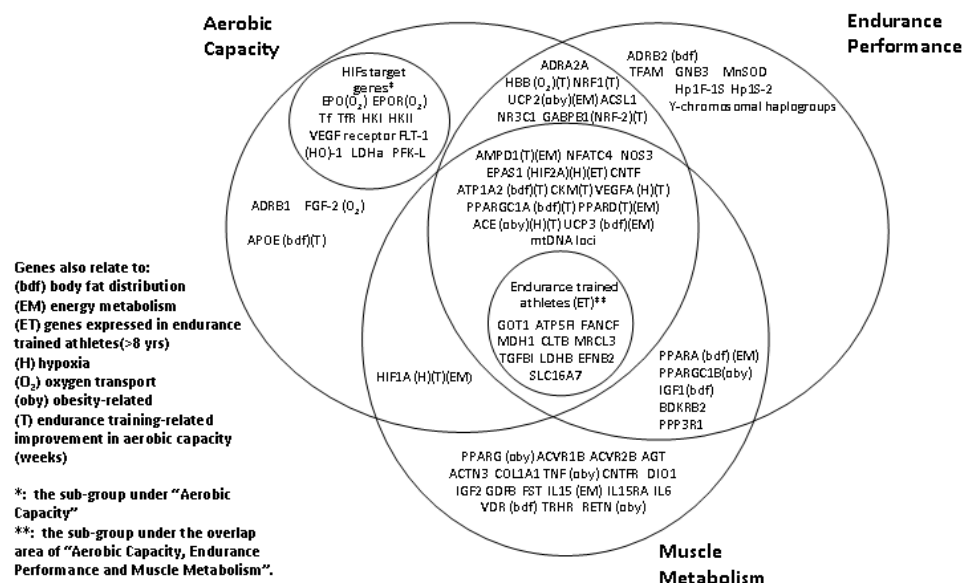 Aerobic
Capacity
Endurance
Performance
HIFs target
genes*
EPO(O₂) EPOR(O₂)
Tf TfR HKI HKII
VEGF receptor FLT-1
(HO)-1 LDHa PFK-L
ADRA2A
HBB (O₂)(T) NRF1(T)
UCP2(oby)(EM) ACSL1
NR3C1 GABPB1(NRF-2)(T)
ADRB2 (bdf)
TFAM GNB3 MnSOD
Hp1F-1S Hp1S-2
Y-chromosomal haplogroups
AMPD1(T)(EM) NFATC4 NOS3
EPAS1 (HIF2A)(H)(ET) CNTF
ATP1A2 (bdf)(T) CKM(T) VEGFA (H)(T)
PPARGC1A (bdf)(T) PPARD(T)(EM)
ACE (oby)(H)(T) UCP3 (bdf)(EM)
mtDNA loci
ADRB1 FGF-2 (O₂)
APOE (bdf)(T)
Endurance trained
athletes (ET)**
GOT1 ATP5H FANCF
MDH1 CLTB MRCL3
TGFBI LDHB EFNB2
SLC16A7
HIF1A (H)(T)(EM)
PPARA (bdf)(EM)
PPARGC1B(oby)
IGF1(bdf)
BDKRB2
PPP3R1
PPARG (oby) ACVR1B ACVR2B AGT
ACTN3 COL1A1 TNF (oby) CNTFR DIO1
IGF2 GDF8 FST IL15 (EM) IL15RA IL6
VDR (bdf) TRHR RETN (oby)
Muscle
Metabolism
Genes also relate to:
(bdf) body fat distribution
(EM) energy metabolism
(ET) genes expressed in endurance
trained athletes(>8 yrs)
(H) hypoxia
(O₂) oxygen transport
(oby) obesity-related
(T) endurance training-related
improvement in aerobic capacity
(weeks)
*: the sub-group under “Aerobic
Capacity”
**: the sub-group under the overlap
area of “Aerobic Capacity, Endurance
Performance and Muscle Metabolism”.